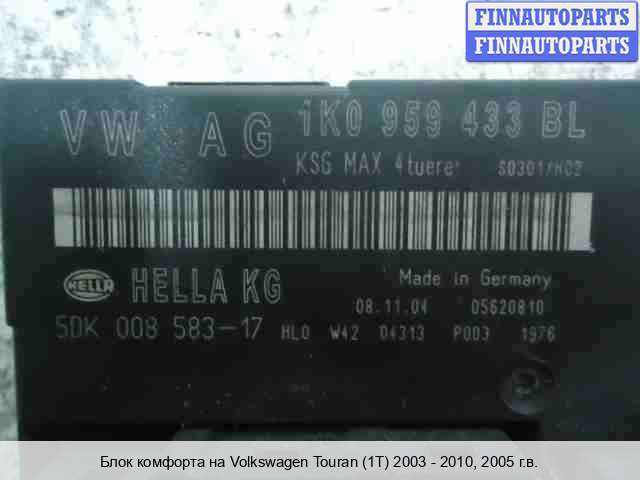 FINNAUTOPARTS
FINNAUTOPARTS
VW AG 1K0 959 433 BL
KSG MAX 4tuerer S0301/H02
HELLA HELLA KG Made in Germany
08.11.04 05620810
5DK 008 583-17 HL0 W42 04313 P003 1976
Блок комфорта на Volkswagen Touran (1T) 2003 - 2010, 2005 г.в.